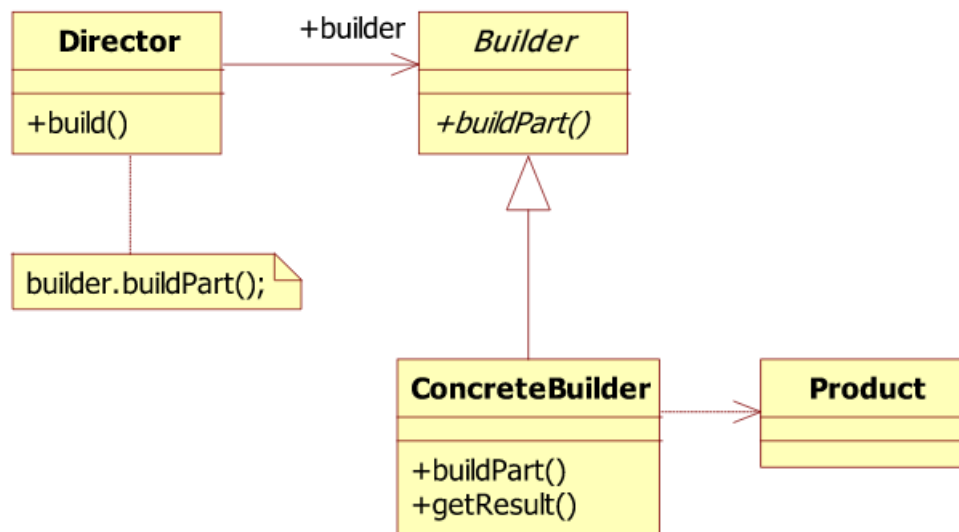 Director
+build()
+builder
Builder
+buildPart()
builder.buildPart();
ConcreteBuilder
+buildPart()
+getResult()
Product